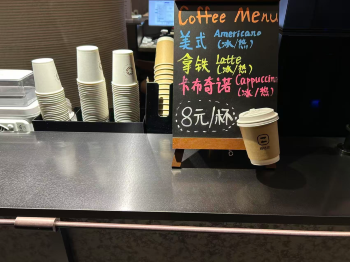 Coffee Menu
美式 Americano
(冰/热)
拿铁 Latte
(冰/热)
卡布奇诺 Cappuccino
(冰/热)
8元/杯